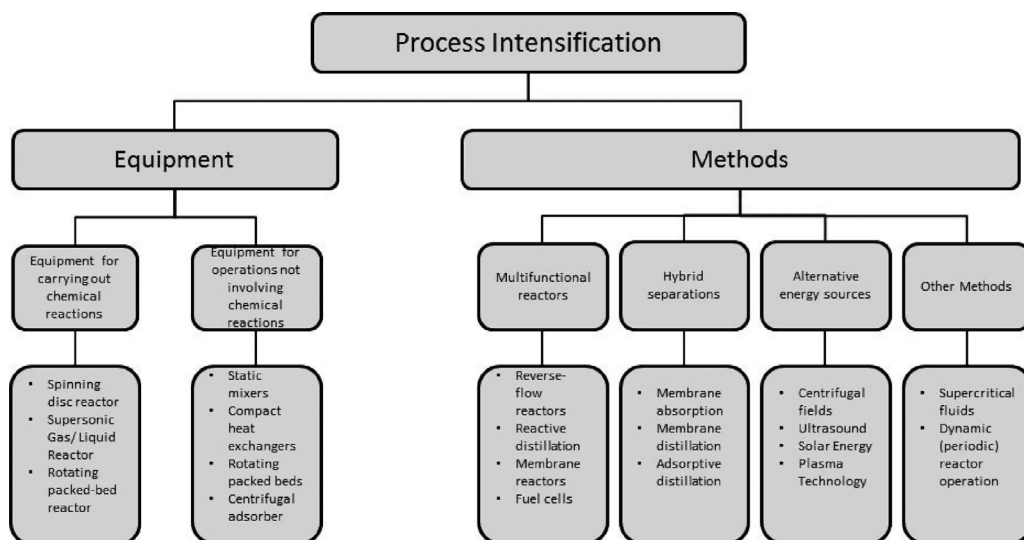 Process Intensification
Equipment
Methods
Equipment for
carrying out
chemical
reactions
Equipment for
operations not
involving
chemical
reactions
Multifunctional
reactors
Hybrid
separations
Alternative
energy sources
Other Methods
• Spinning
disc reactor
• Supersonic
Gas/ Liquid
Reactor
• Rotating
packed-bed
reactor
• Static
mixers
• Compact
heat
exchangers
• Rotating
packed beds
• Centrifugal
adsorber
• Reverse-
flow
reactors
• Reactive
distillation
• Membrane
reactors
• Fuel cells
• Membrane
absorption
• Membrane
distillation
• Adsorptive
distillation
• Centrifugal
fields
• Ultrasound
• Solar Energy
• Plasma
Technology
• Supercritical
fluids
• Dynamic
(periodic)
reactor
operation